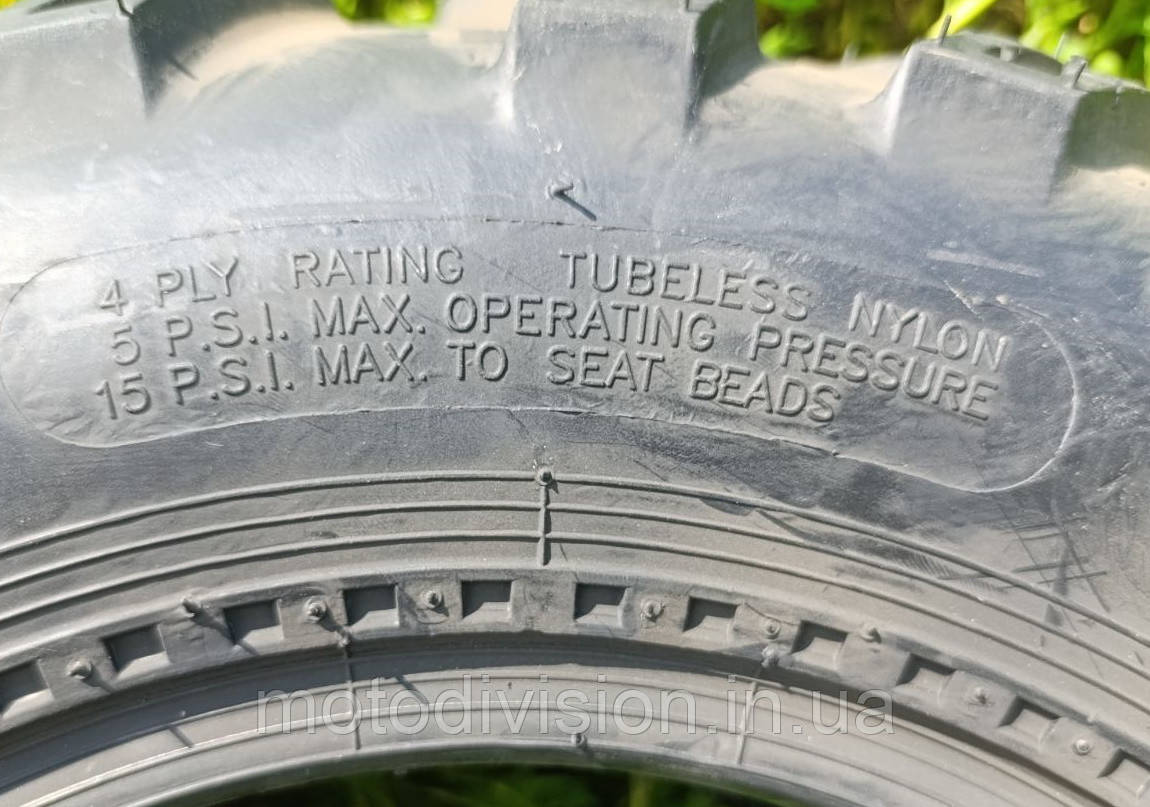 4 PLY RATING TUBELESS NYLON
5 P.S.I. MAX. OPERATING PRESSURE
15 P.S.I. MAX. TO SEAT BEADS
motodivision.in.ua